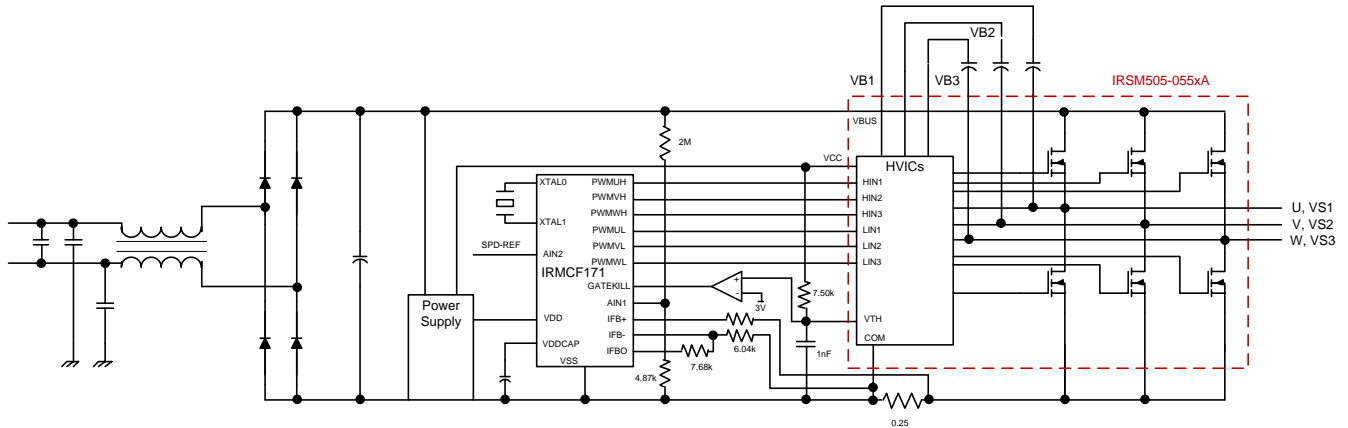 VB2
VB1
VB3
IRSM505-055xA
VBUS
2M
VCC
HVICs
XTAL0
PWMUH
HIN1
PWMVH
HIN2
PWMWH
HIN3
U, VS1
XTAL1
PWMUL
LIN1
V, VS2
SPD-REF
PWMVL
LIN2
W, VS3
AIN2
PWMWL
LIN3
IRMCF171
GATEKILL
+
-
3V
7.50k
Power
Supply
AIN1
VDD
IFB+
VTH
IFB-
COM
VDDCAP
6.04k
IFBO
1nF
VSS
7.68k
4.87k
0.25